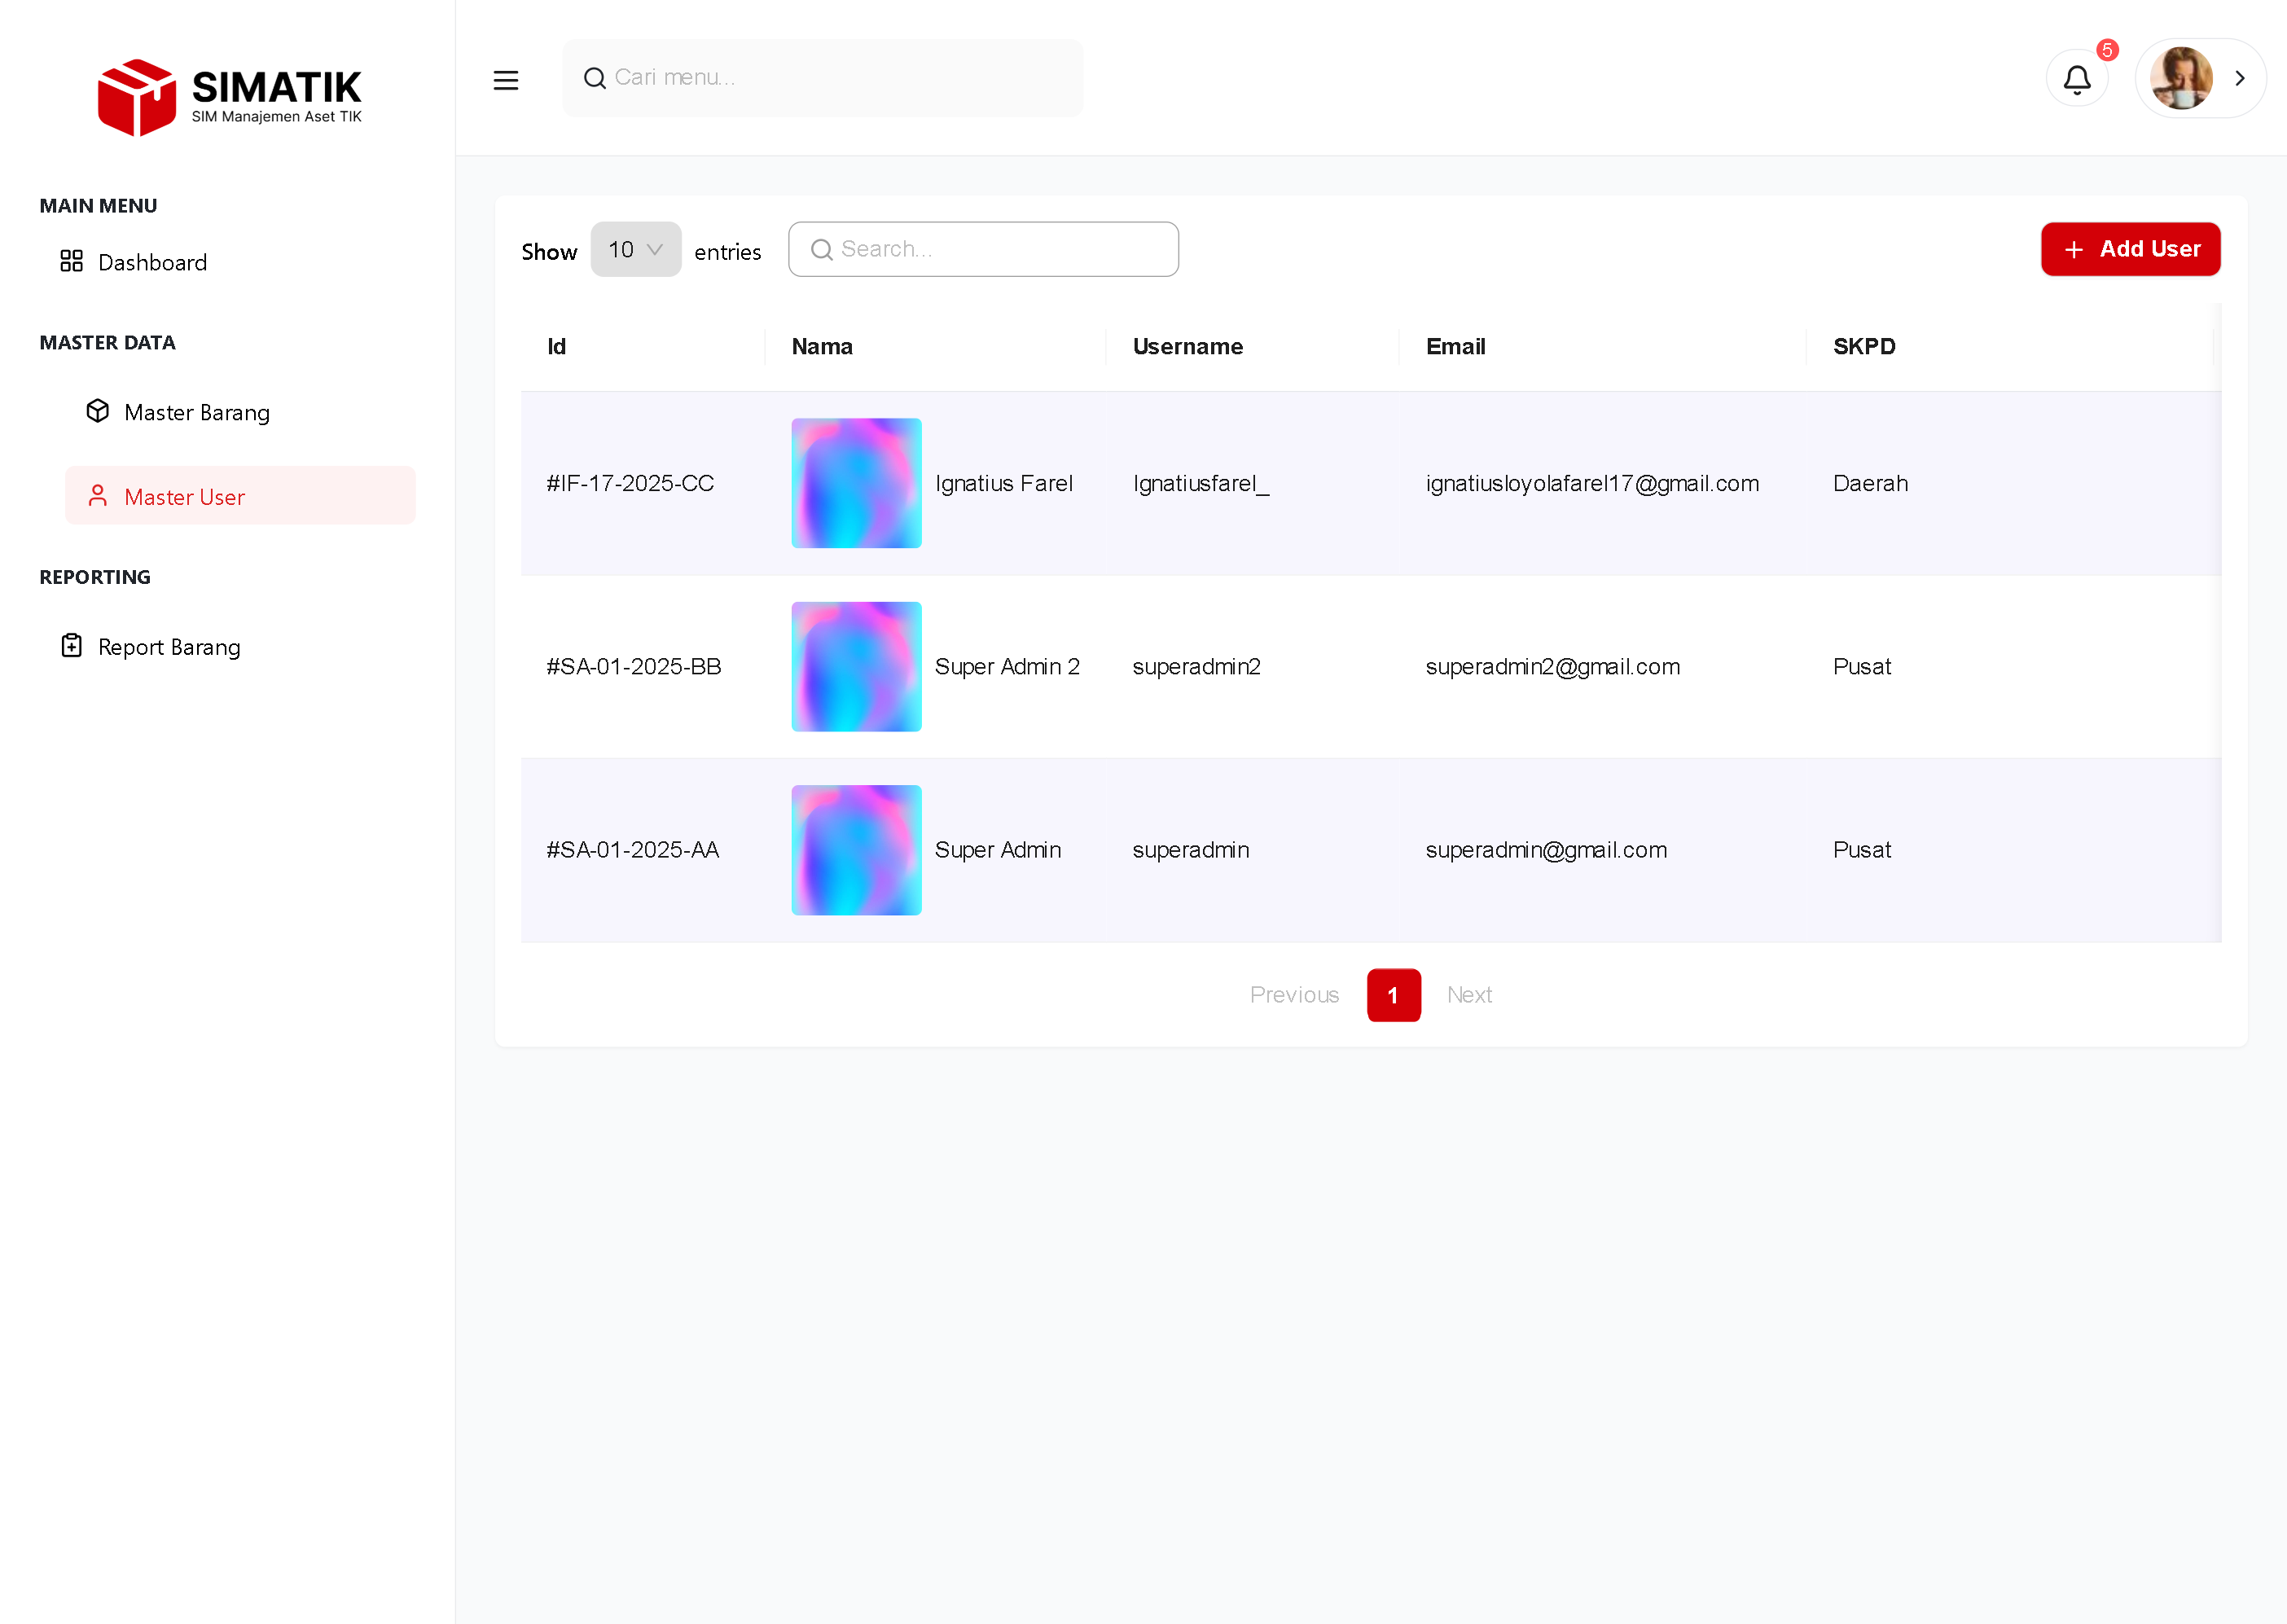 SIMATIK
SIM Manajemen Aset TIK
MAIN MENU
Dashboard
MASTER DATA
Master Barang
Master User
REPORTING
Report Barang
Cari menu...
5
Show 10 entries Search... Add User
Id Nama Username Email SKPD
#IF-17-2025-CC Ignatius Farel Ignatiusfarel_ ignatiusloyolafarel17@gmail.com Daerah
#SA-01-2025-BB Super Admin 2 superadmin2 superadmin2@gmail.com Pusat
#SA-01-2025-AA Super Admin superadmin superadmin@gmail.com Pusat
Previous 1 Next